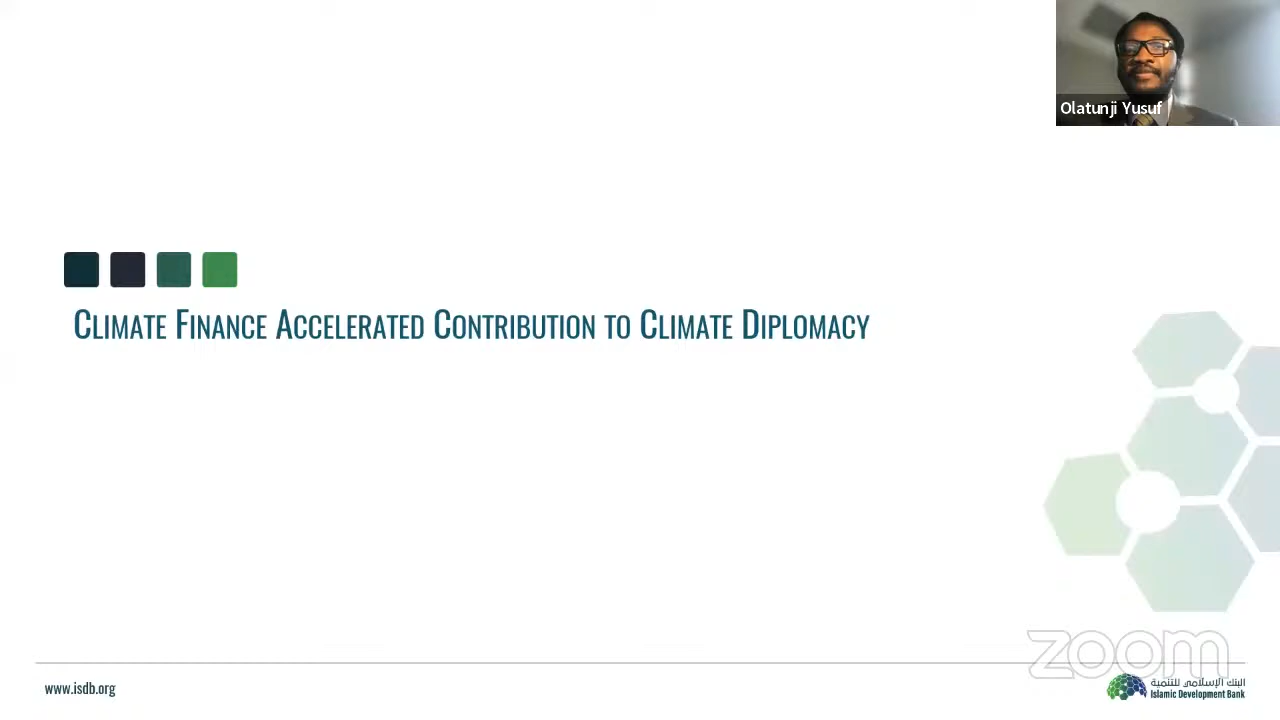 Olatunji Yusuf
CLIMATE FINANCE ACCELERATED CONTRIBUTION TO CLIMATE DIPLOMACY
zoom
www.isdb.org
البنك الإسلامي للتنمية
Islamic Development Bank